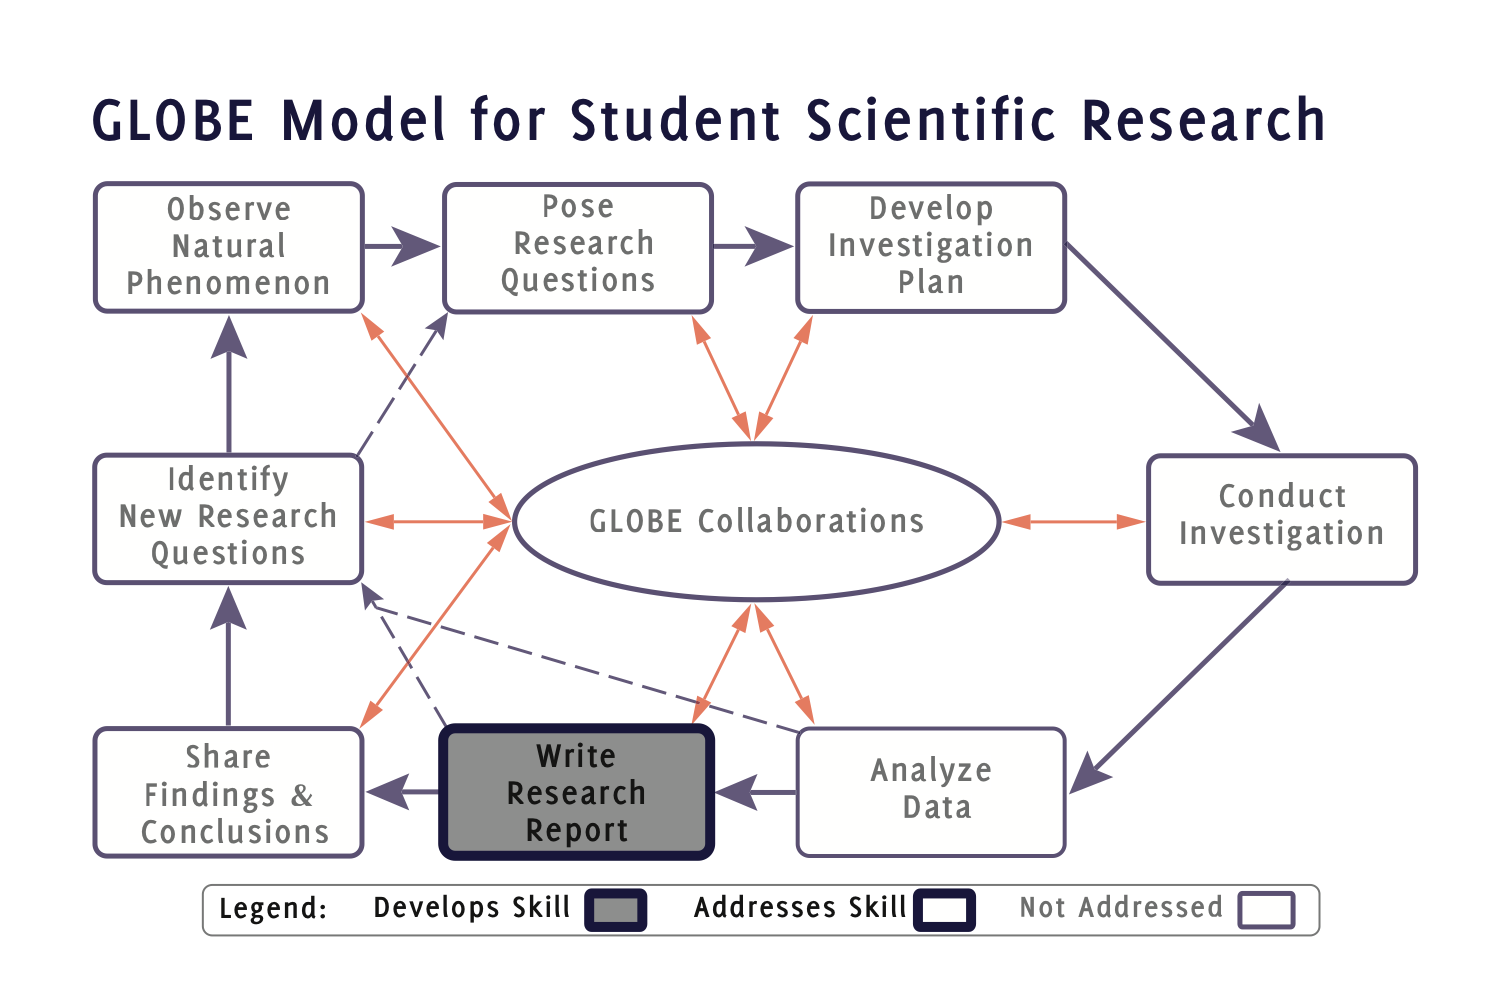 GLOBE Model for Student Scientific Research
Observe
Natural
Phenomenon
Pose
Research
Questions
Develop
Investigation
Plan
Identify
New Research
Questions
GLOBE Collaborations
Conduct
Investigation
Share
Findings &
Conclusions
Write
Research
Report
Analyze
Data
Legend: Develops Skill Addresses Skill Not Addressed